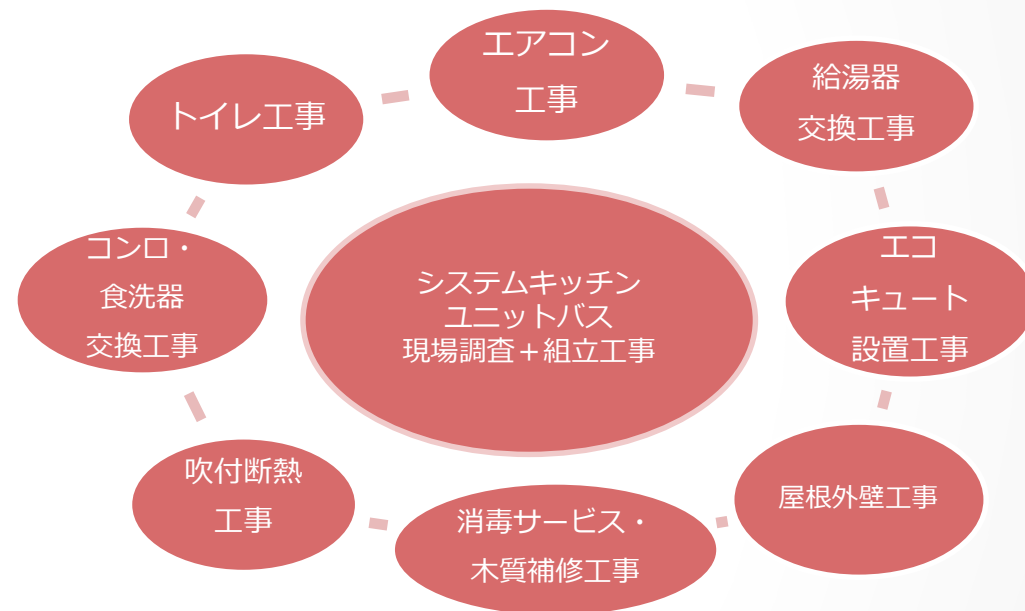 エアコン
工事
給湯器
交換工事
エコ
キュート
設置工事
屋根外壁工事
消毒サービス・
木質補修工事
吹付断熱
工事
コンロ・
食洗器
交換工事
トイレ工事
システムキッチン
ユニットバス
現場調査＋組立工事